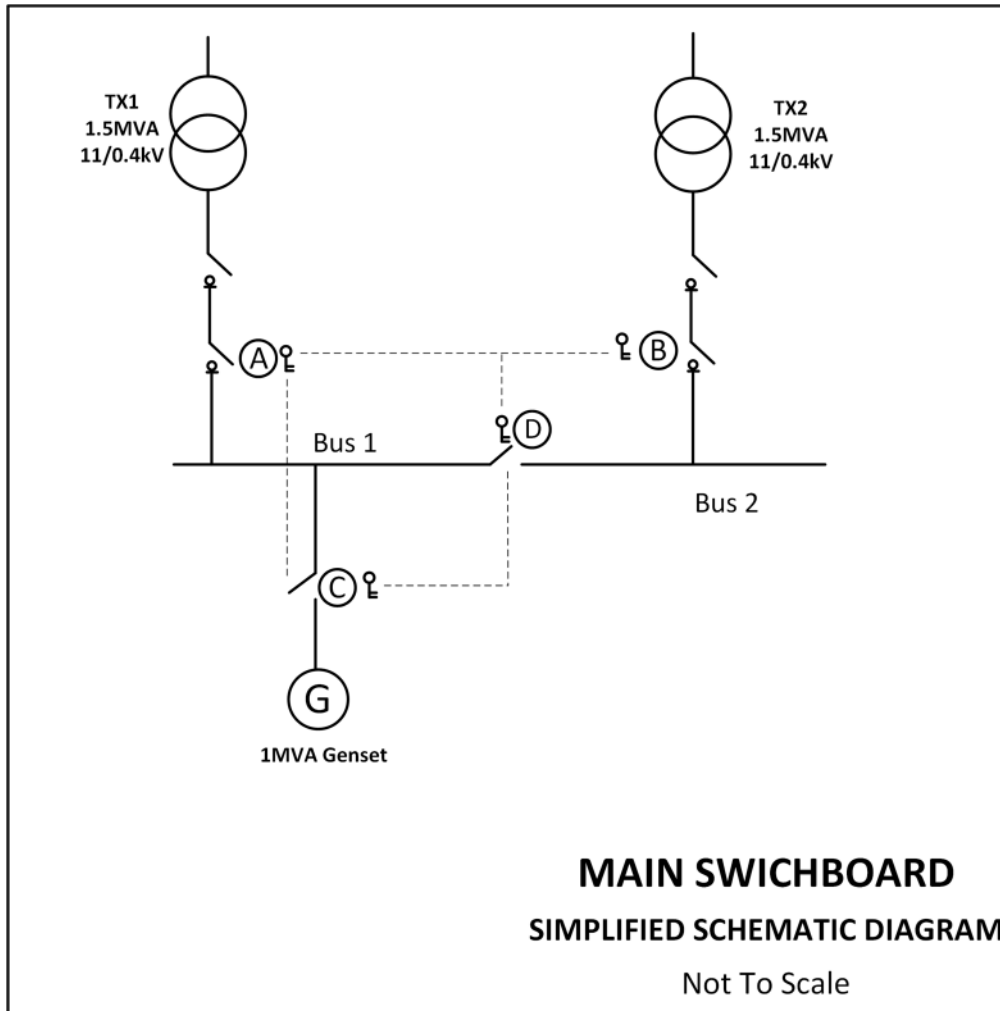 TX1
1.5MVA
11/0.4kV
TX2
1.5MVA
11/0.4kV
A
B
D
Bus 1
Bus 2
C
G
1MVA Genset
MAIN SWICHBOARD
SIMPLIFIED SCHEMATIC DIAGRAM
Not To Scale